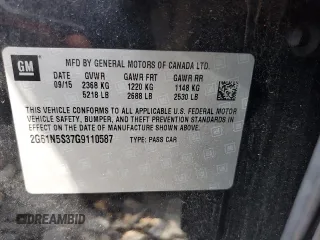 GM
MFD BY GENERAL MOTORS OF CANADA LTD.
DATE GVWR GAWR FRT GAWR RR
09/15 2368 KG 1220 KG 1148 KG
5218 LB 2688 LB 2530 LB
THIS VEHICLE CONFORMS TO ALL APPLICABLE U.S. FEDERAL MOTOR
VEHICLE SAFETY, BUMPER, AND THEFT PREVENTION STANDARDS IN
EFFECT ON THE DATE OF MANUFACTURE SHOWN ABOVE.
2G61N5S37G9110587 TYPE: PASS CAR
DREAMBID